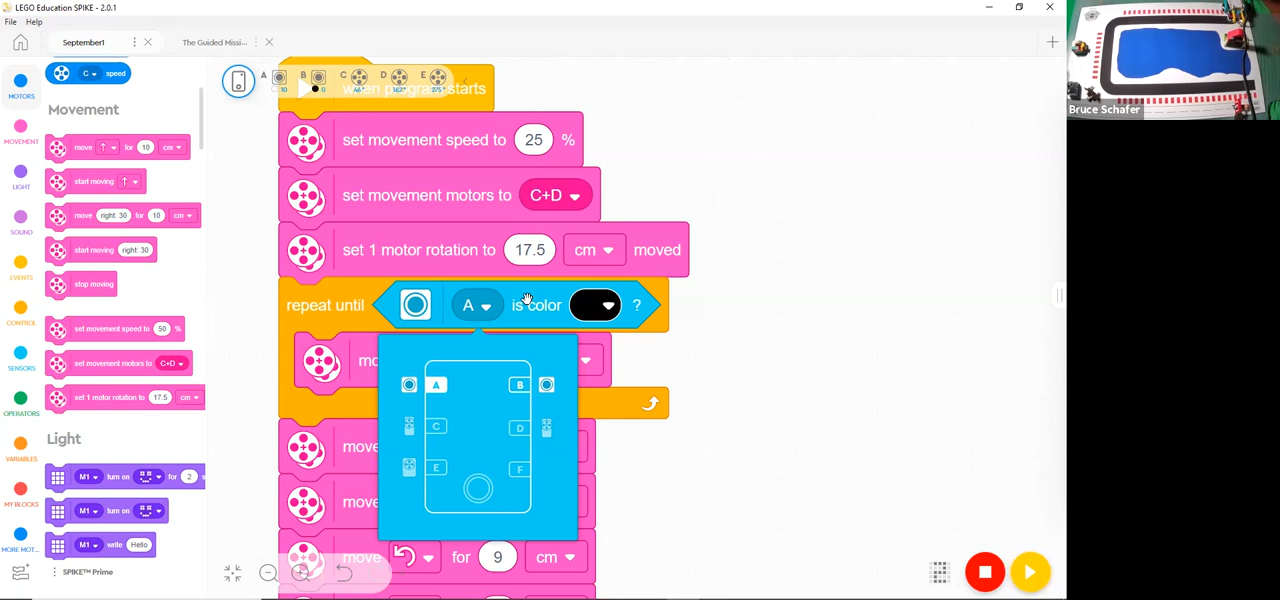 LEGO Education SPIKE - 2.0.1
File Help
September1
The Guided Missi...
A B C D E
10 0
C speed
MOTORS
MOVEMENT
LIGHT
SOUND
EVENTS
CONTROL
SENSORS
OPERATORS
VARIABLES
MY BLOCKS
MORE MOT...
Movement
move for 10 cm
start moving
move right: 30 for 10 cm
start moving right: 30
stop moving
set movement speed to 50 %
set movement motors to C+D
set 1 motor rotation to 17.5 cm
Light
M1 turn on for 2 s
M1 turn on
M1 write Hello
SPIKE™ Prime
when program starts
set movement speed to 25 %
set movement motors to C+D
set 1 motor rotation to 17.5 cm moved
repeat until A is color ?
A B
C D
E F
move for 9 cm
Bruce Schafer